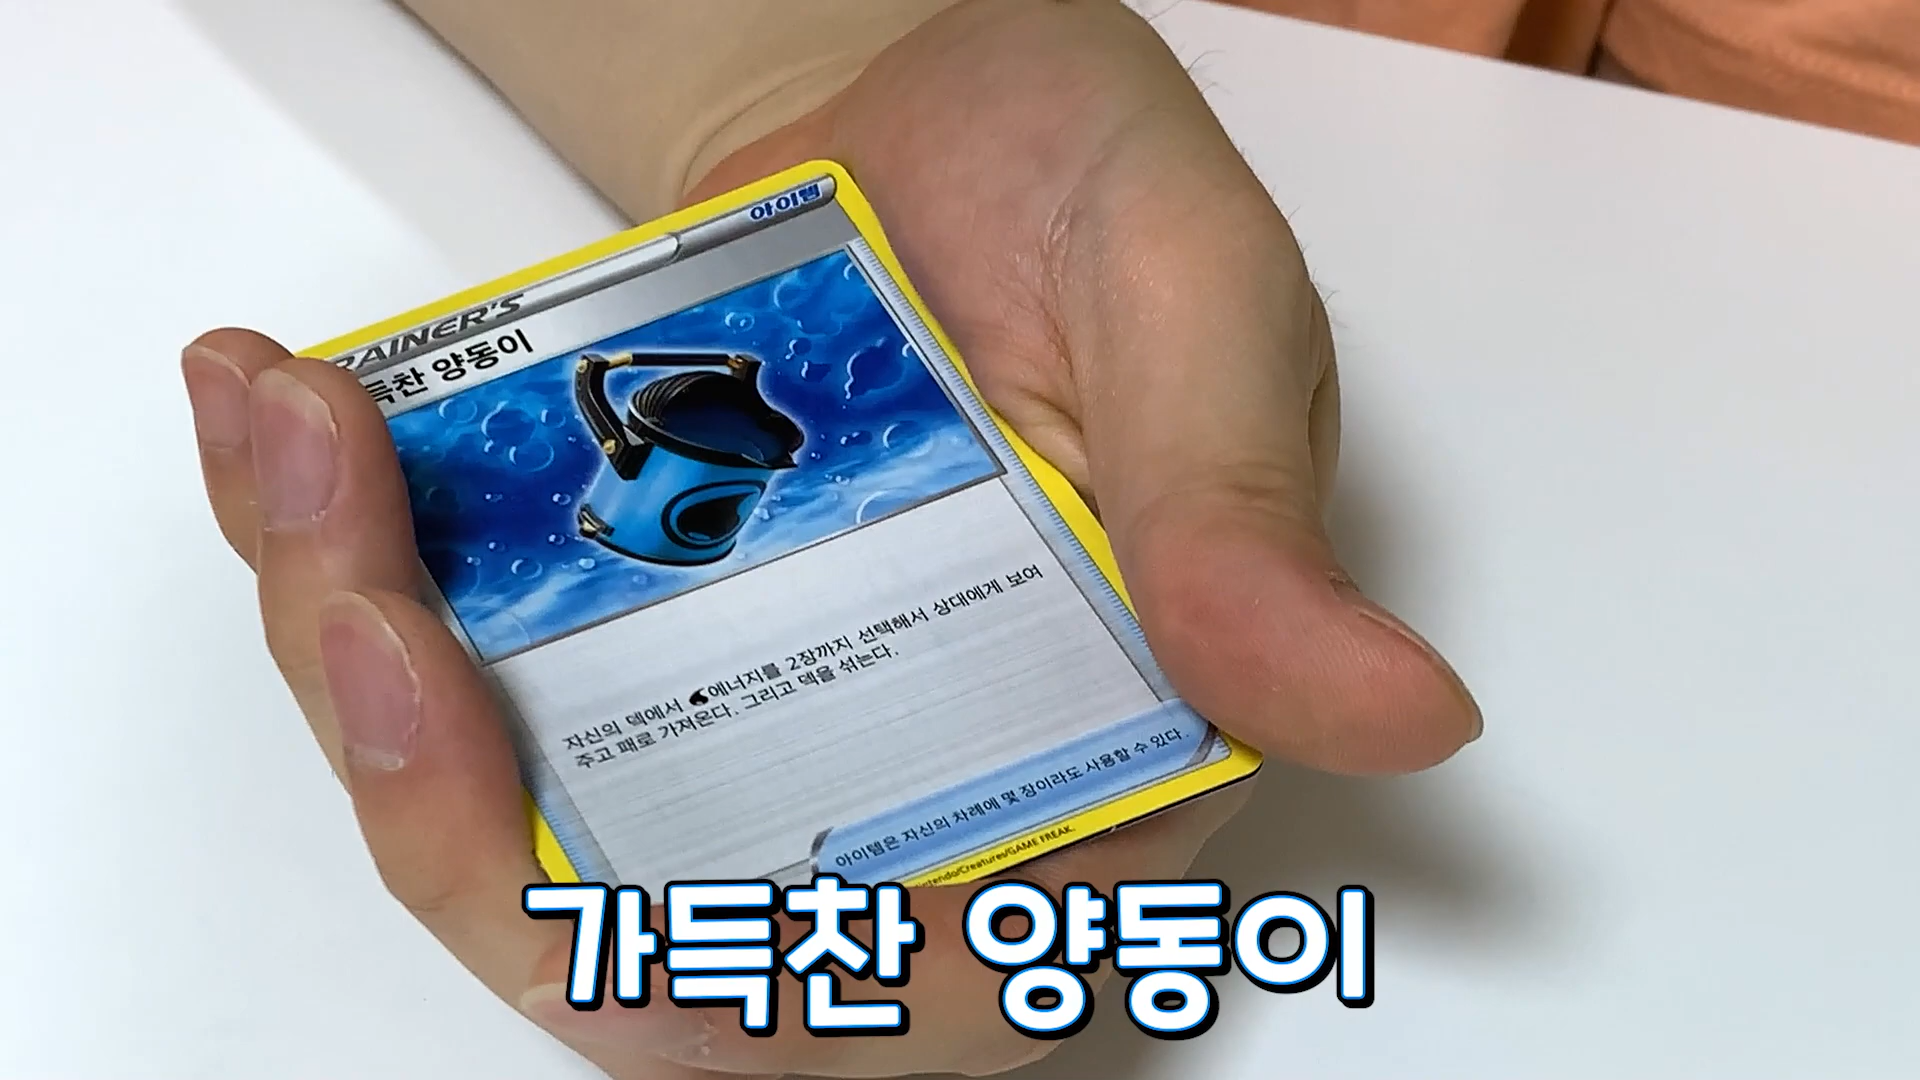 아이템
RAINER'S
득찬 양동이
자신의 덱에서 에너지를 2장까지 선택해서 상대에게 보여
주고 패로 가져온다. 그리고 덱을 섞는다.
아이템은 자신의 차례에 몇 장이라도 사용할 수 있다.
intendo/Creatures/GAME FREAK.
가득찬 양동이